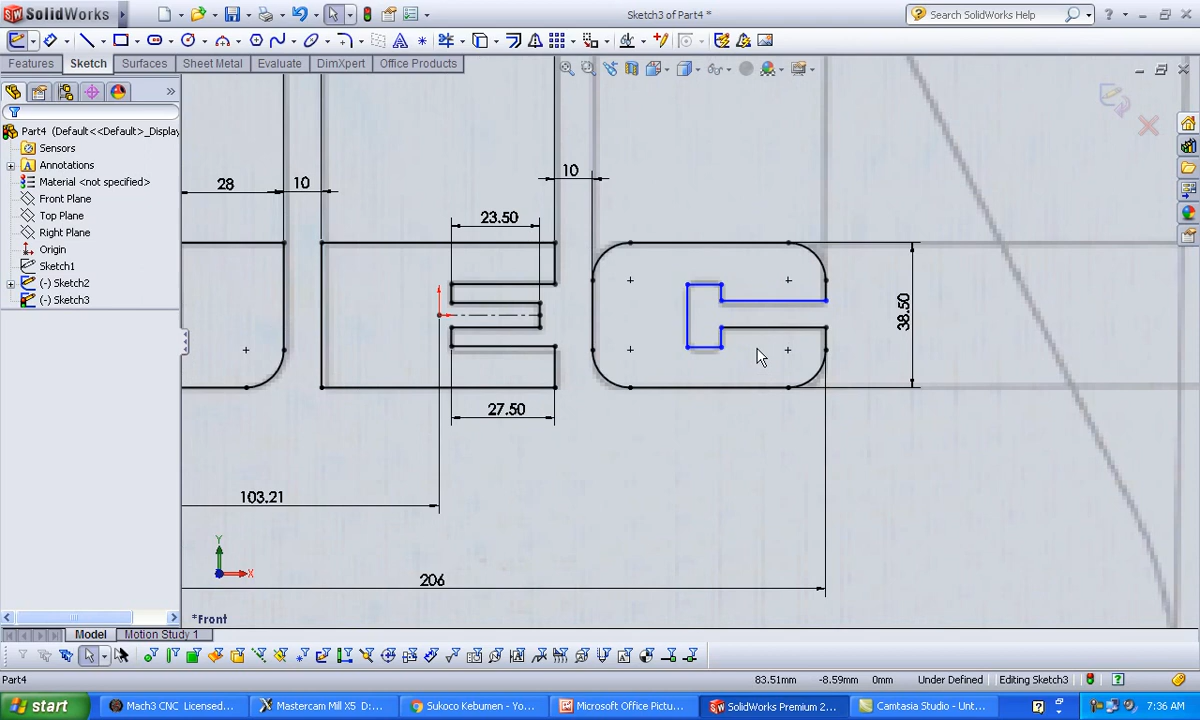 SolidWorks
Sketch3 of Part4 *
Search SolidWorks Help
Features
Sketch
Surfaces
Sheet Metal
Evaluate
DimXpert
Office Products
Part4 (Default<<Default>_Display
Sensors
Annotations
Material <not specified>
Front Plane
Top Plane
Right Plane
Origin
Sketch1
(-) Sketch2
(-) Sketch3
28
10
10
23.50
38.50
27.50
103.21
206
Y
X
*Front
Model
Motion Study 1
Part4
83.51mm
-8.59mm
0mm
Under Defined
Editing Sketch3
start
Mach3 CNC Licensed...
Mastercam Mill X5 D:...
Sukoco Kebumen - Yo...
Microsoft Office Pictu...
SolidWorks Premium 2...
Camtasia Studio - Unt...
7:36 AM